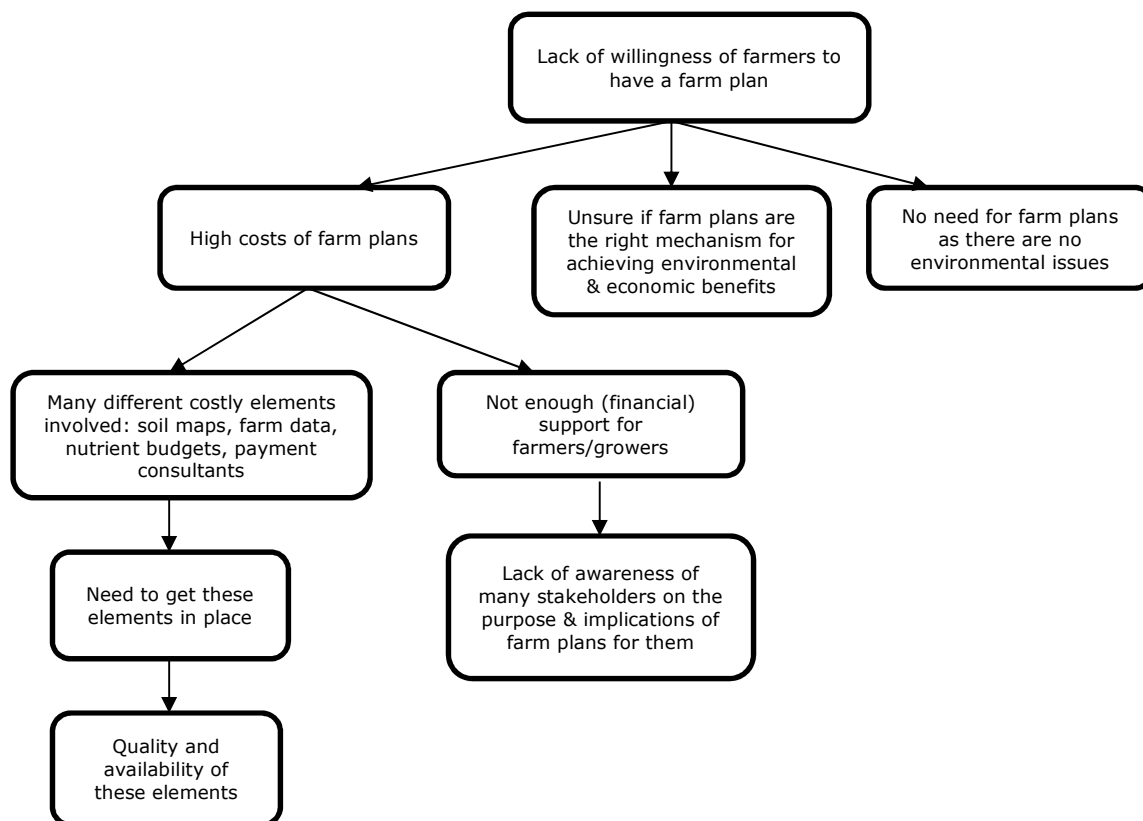 Lack of willingness of farmers to
have a farm plan
High costs of farm plans
Unsure if farm plans are
the right mechanism for
achieving environmental
& economic benefits
No need for farm plans
as there are no
environmental issues
Many different costly elements
involved: soil maps, farm data,
nutrient budgets, payment
consultants
Not enough (financial)
support for
farmers/growers
Need to get these
elements in place
Lack of awareness of
many stakeholders on the
purpose & implications of
farm plans for them
Quality and
availability of
these elements